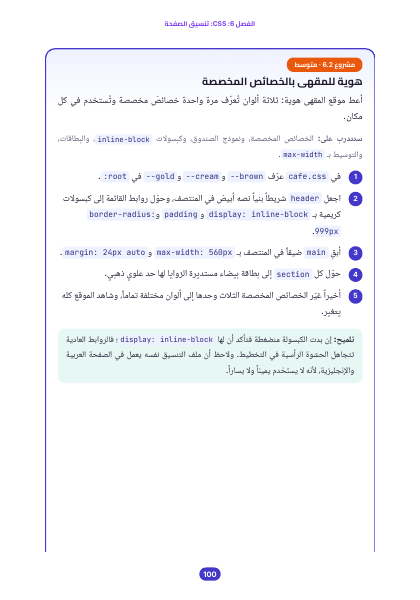 الفصل 6: CSS: تنسيق الصفحة
مشروع 6.2 · متوسط
هوية للمقهى بالخصائص المخصصة
أعطِ موقع المقهى هوية: ثلاثة ألوان تُعرَّف مرة واحدة خصائصَ مخصصة وتُستخدم في كل
مكان.
ستتدرب على: الخصائص المخصصة، ونموذج الصندوق، وكبسولات inline-block، والبطاقات،
والتوسيط بـ max-width.
1 في cafe.css عرّف --brown و --cream و --gold في :root.
2 اجعل header شريطاً بنياً نصه أبيض في المنتصف، وحوّل روابط القائمة إلى كبسولات
كريمية بـ display: inline-block و padding و border-radius:
999px.
3 أبقِ main ضيقاً في المنتصف بـ max-width: 560px و margin: 24px auto.
4 حوّل كل section إلى بطاقة بيضاء مستديرة الزوايا لها حد علوي ذهبي.
5 أخيراً غيّر الخصائص المخصصة الثلاث وحدها إلى ألوان مختلفة تماماً، وشاهد الموقع كله
يتغير.
تلميح: إن بدت الكبسولة منضغطة فتأكد أن لها display: inline-block؛ فالروابط العادية
تتجاهل الحشوة الرأسية في التخطيط. ولاحظ أن ملف التنسيق نفسه يعمل في الصفحة العربية
والإنجليزية، لأنه لا يستخدم يميناً ولا يساراً.
100